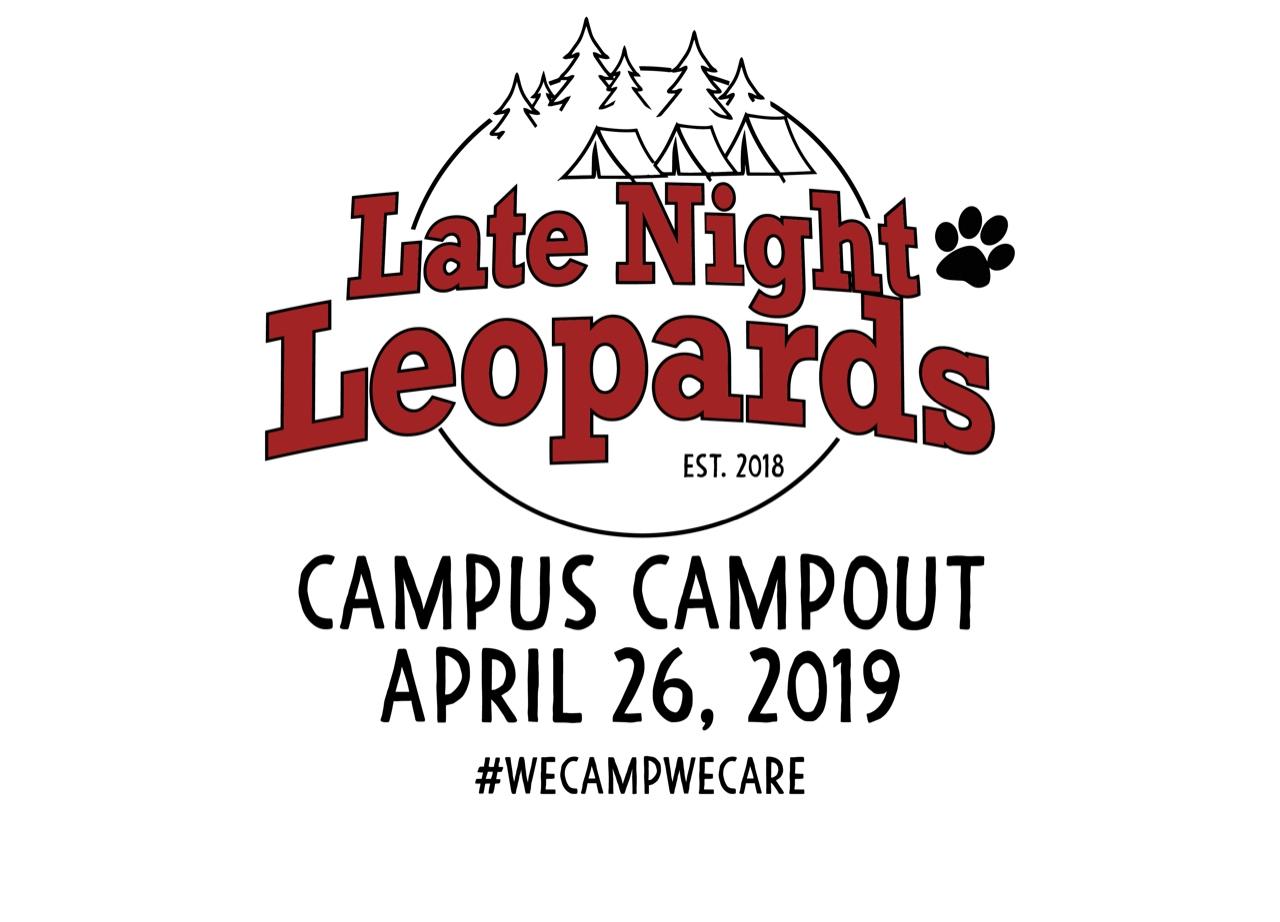 Late Night
Leopards
EST. 2018
CAMPUS CAMPOUT
APRIL 26, 2019
#WECAMPWECARE